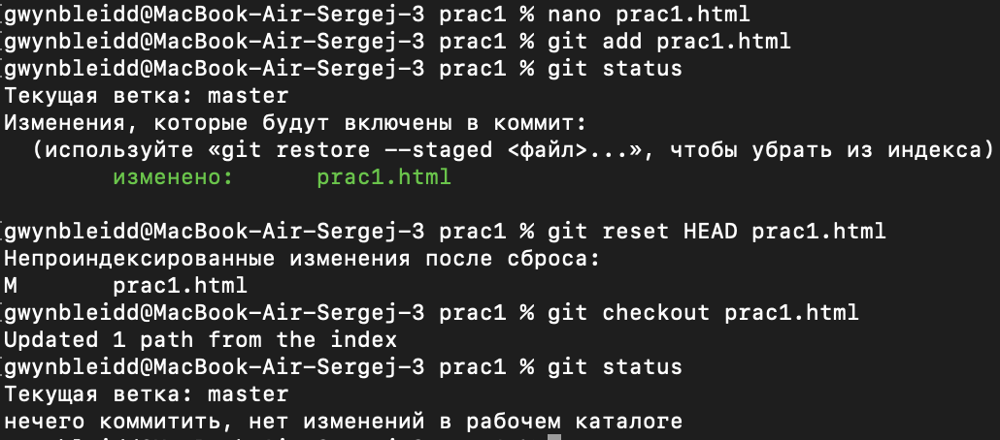 [gwynbleidd@MacBook-Air-Sergej-3 prac1 % nano prac1.html
[gwynbleidd@MacBook-Air-Sergej-3 prac1 % git add prac1.html
[gwynbleidd@MacBook-Air-Sergej-3 prac1 % git status
Текущая ветка: master
Изменения, которые будут включены в коммит:
  (используйте «git restore --staged <файл>...», чтобы убрать из индекса)
        изменено:      prac1.html

[gwynbleidd@MacBook-Air-Sergej-3 prac1 % git reset HEAD prac1.html
Непроиндексированные изменения после сброса:
M       prac1.html
[gwynbleidd@MacBook-Air-Sergej-3 prac1 % git checkout prac1.html
Updated 1 path from the index
[gwynbleidd@MacBook-Air-Sergej-3 prac1 % git status
Текущая ветка: master
нечего коммитить, нет изменений в рабочем каталоге